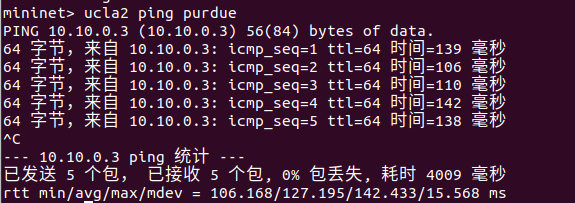 mininet> ucla2 ping purdue
PING 10.10.0.3 (10.10.0.3) 56(84) bytes of data.
64 字节，来自 10.10.0.3: icmp_seq=1 ttl=64 时间=139 毫秒
64 字节，来自 10.10.0.3: icmp_seq=2 ttl=64 时间=106 毫秒
64 字节，来自 10.10.0.3: icmp_seq=3 ttl=64 时间=110 毫秒
64 字节，来自 10.10.0.3: icmp_seq=4 ttl=64 时间=142 毫秒
64 字节，来自 10.10.0.3: icmp_seq=5 ttl=64 时间=138 毫秒
^C
--- 10.10.0.3 ping 统计 ---
已发送 5 个包， 已接收 5 个包，0% 包丢失，耗时 4009 毫秒
rtt min/avg/max/mdev = 106.168/127.195/142.433/15.568 ms